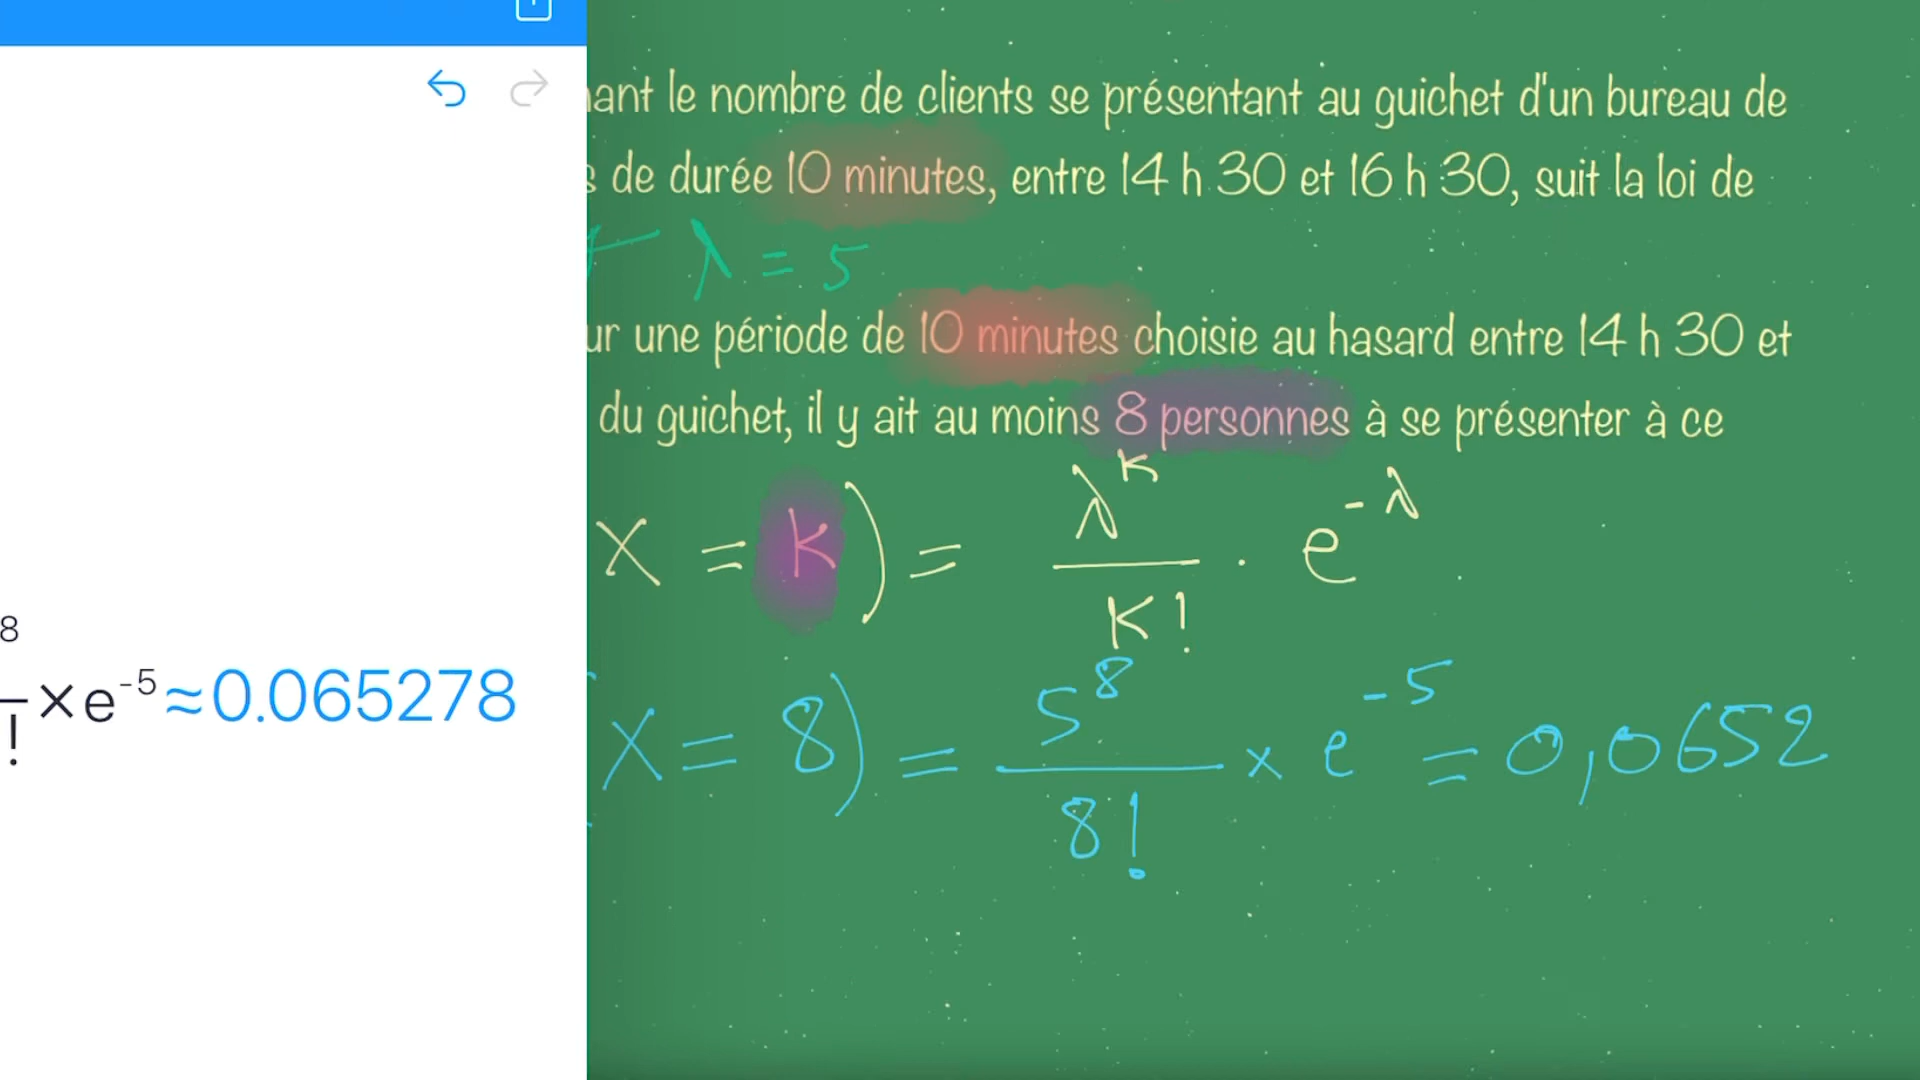 le nombre de clients se présentant au guichet d'un bureau de
de durée 10 minutes, entre 14 h 30 et 16 h 30, suit la loi de
λ = 5
une période de 10 minutes choisie au hasard entre 14 h 30 et
du guichet, il y ait au moins 8 personnes à se présenter à ce
X = K) = λ^K / K! · e^-λ
8
! ×e^-5≈0.065278
X = 8) = 5^8 / 8! × e^-5 = 0,0652